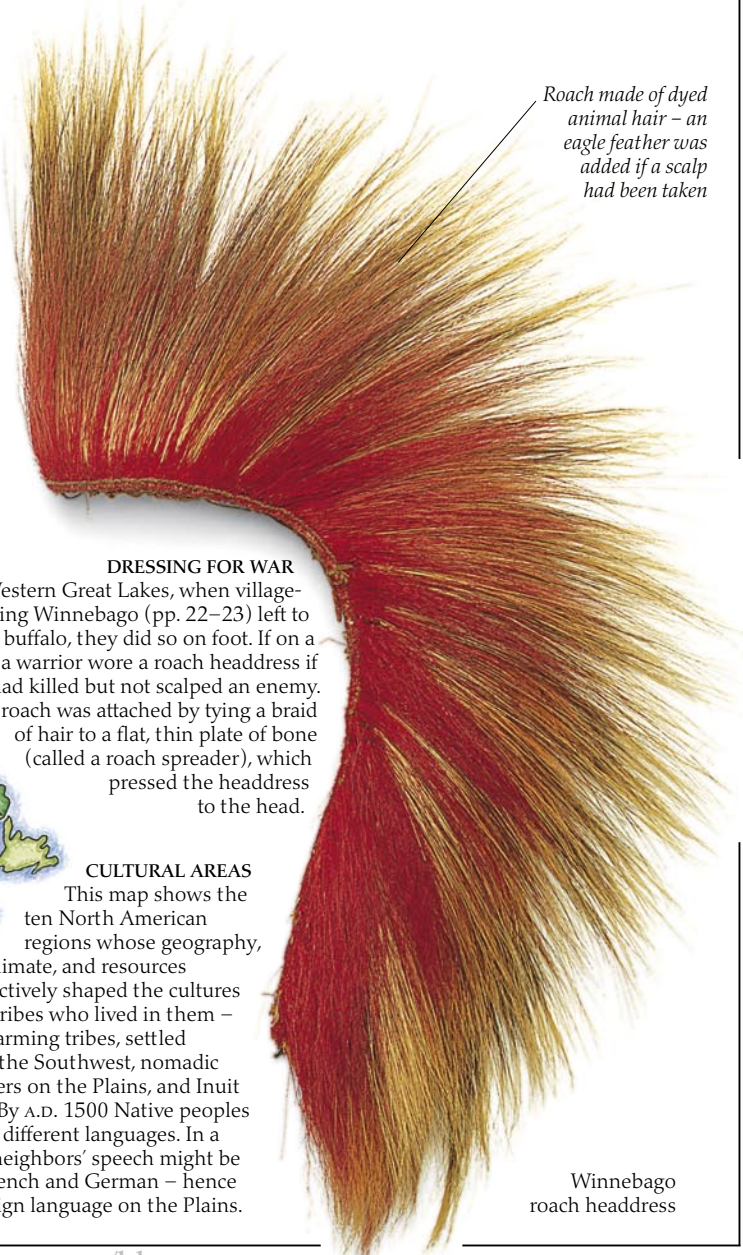 Roach made of dyed
animal hair – an
eagle feather was
added if a scalp
had been taken
DRESSING FOR WAR
Western Great Lakes, when village-
ing Winnebago (pp. 22–23) left to
buffalo, they did so on foot. If on a
a warrior wore a roach headdress if
had killed but not scalped an enemy.
roach was attached by tying a braid
of hair to a flat, thin plate of bone
(called a roach spreader), which
pressed the headdress
to the head.
CULTURAL AREAS
This map shows the
ten North American
regions whose geography,
limate, and resources
ctively shaped the cultures
ribes who lived in them –
arming tribes, settled
the Southwest, nomadic
ers on the Plains, and Inuit
By A.D. 1500 Native peoples
different languages. In a
neighbors' speech might be
ench and German – hence
ign language on the Plains.
Winnebago
roach headdress